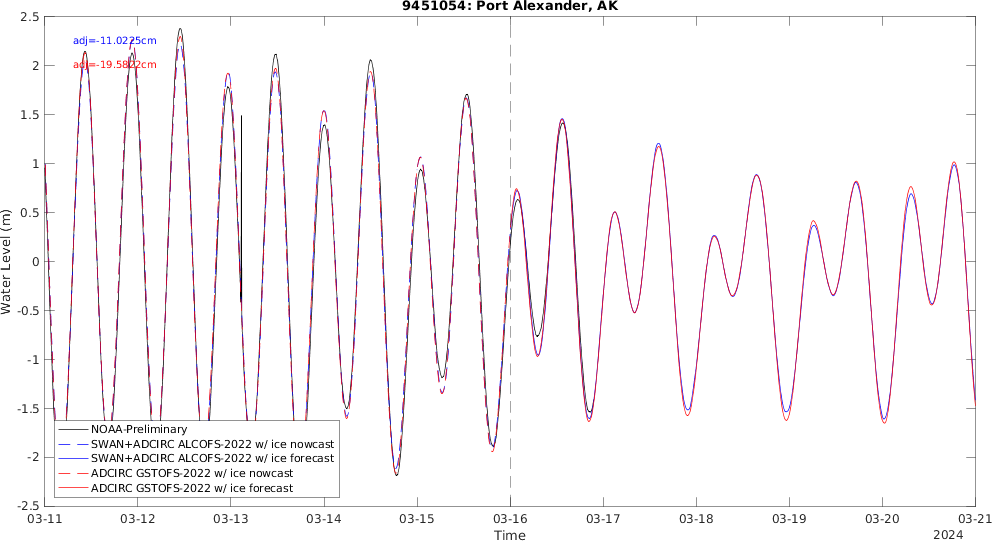 9451054: Port Alexander, AK
2.5
adj=-11.0225cm
2
adj=-19.5822cm
1.5
1
0.5
0
-0.5
-1
-1.5
-2
-2.5
Water Level (m)
NOAA-Preliminary
SWAN+ADCIRC ALCOFS-2022 w/ ice nowcast
SWAN+ADCIRC ALCOFS-2022 w/ ice forecast
ADCIRC GSTOFS-2022 w/ ice nowcast
ADCIRC GSTOFS-2022 w/ ice forecast
03-11 03-12 03-13 03-14 03-15 03-16 03-17 03-18 03-19 03-20 03-21
Time
2024